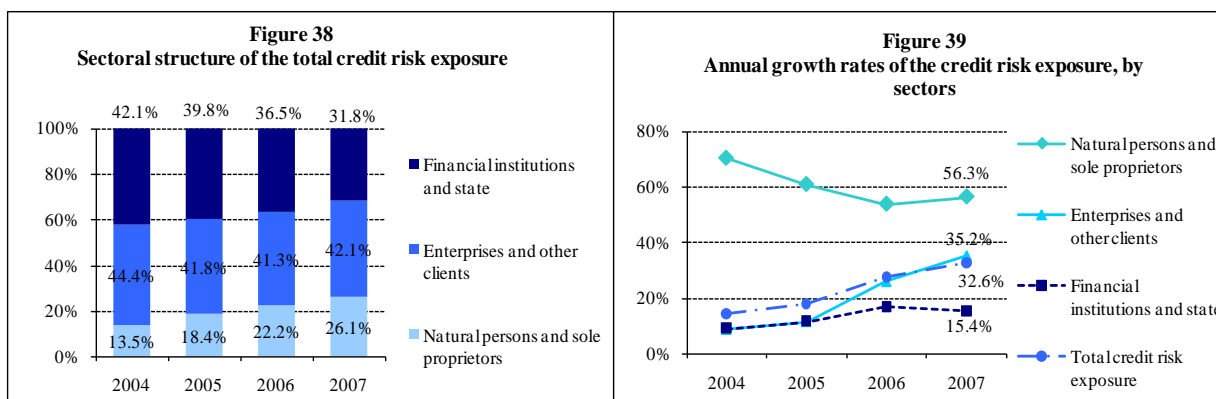 Figure 38
Sectoral structure of the total credit risk exposure
42.1% 39.8% 36.5% 31.8%
100%
80%
60%
40%
20%
0%
44.4% 41.8% 41.3% 42.1%
13.5% 18.4% 22.2% 26.1%
2004 2005 2006 2007
Financial institutions
and state
Enterprises and other
clients
Natural persons and sole
proprietors
Figure 39
Annual growth rates of the credit risk exposure, by
sectors
80%
60%
40%
20%
0%
56.3%
35.2%
32.6%
15.4%
2004 2005 2006 2007
Natural persons and
sole proprietors
Enterprises and
other clients
Financial
institutions and state
Total credit risk
exposure